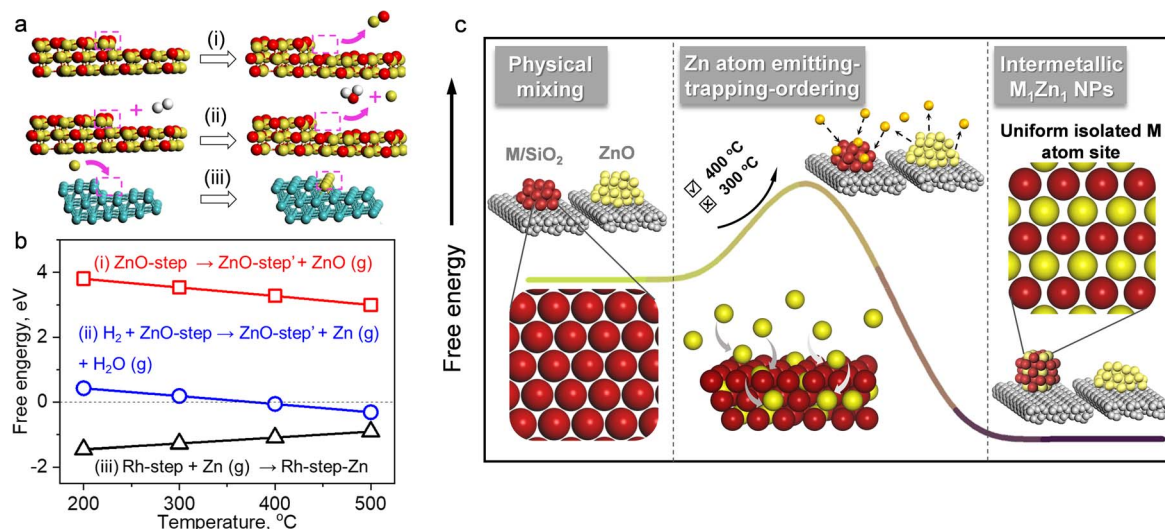 a
(i)
+
(ii)
+
(iii)
b
Free engergy, eV
4
2
0
-2
(i) ZnO-step → ZnO-step' + ZnO (g)
(ii) H₂ + ZnO-step → ZnO-step' + Zn (g)
+ H₂O (g)
(iii) Rh-step + Zn (g) → Rh-step-Zn
200
300
400
500
Temperature, °C
c
Free energy
Physical
mixing
M/SiO₂
ZnO
Zn atom emitting-
trapping-ordering
☑ 400 °C
☒ 300 °C
Intermetallic
M₁Zn₁ NPs
Uniform isolated M
atom site